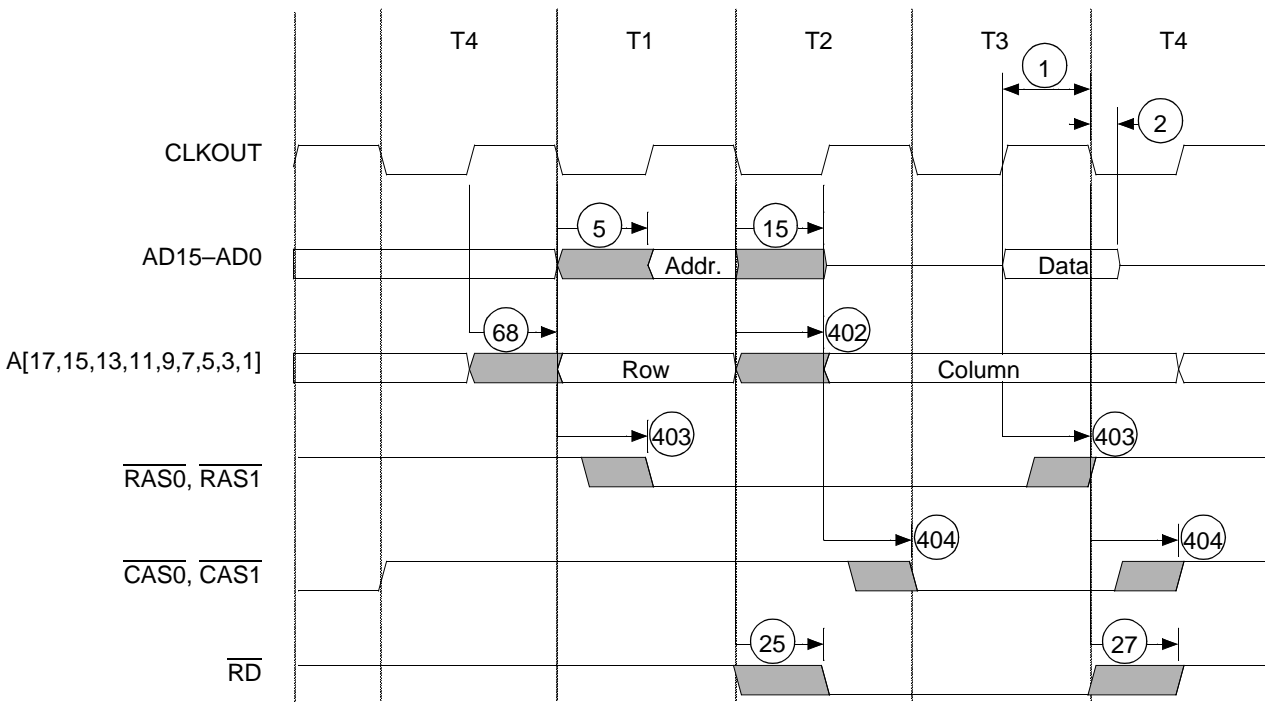 T4 T1 T2 T3 T4
1
2
CLKOUT
5 15
AD15–AD0 Addr. Data
68 402
A[17,15,13,11,9,7,5,3,1] Row Column
403 403
RAS0, RAS1
404 404
CAS0, CAS1
25 27
RD